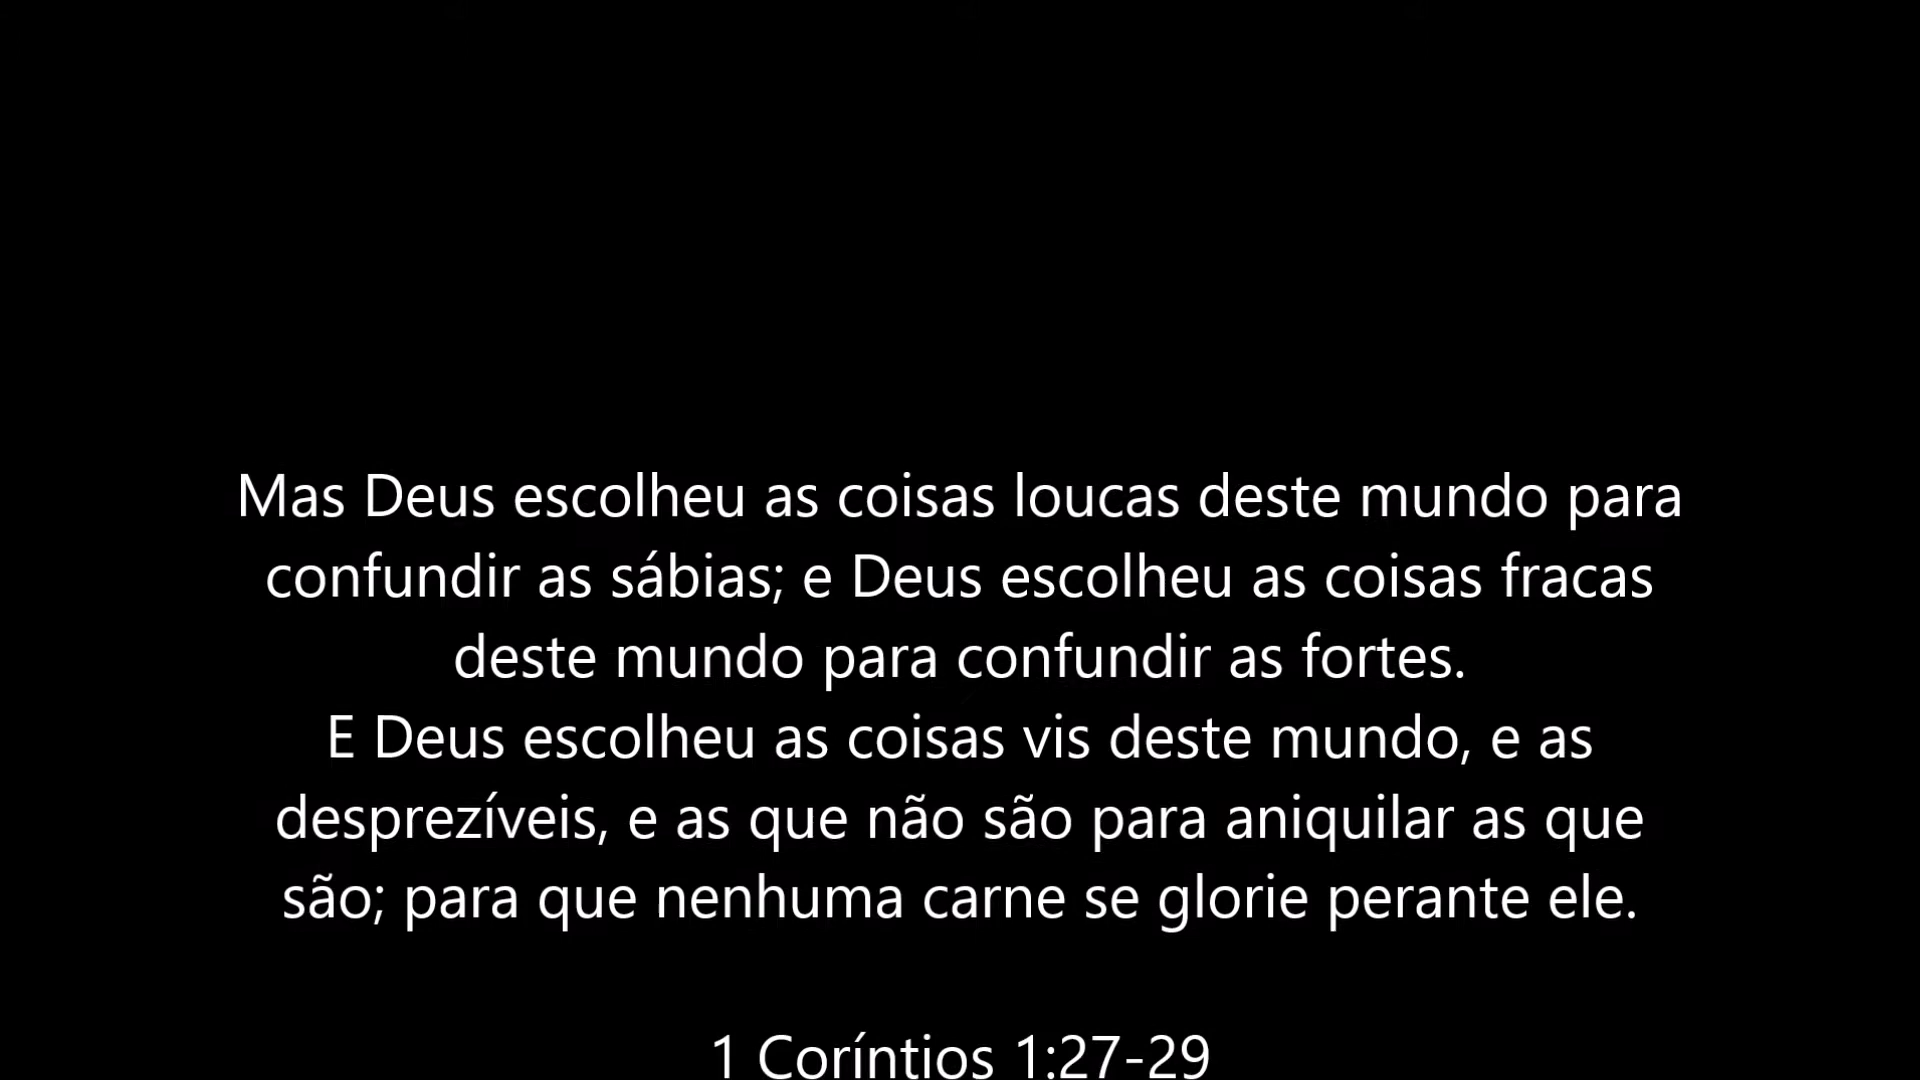 Mas Deus escolheu as coisas loucas deste mundo para
confundir as sábias; e Deus escolheu as coisas fracas
deste mundo para confundir as fortes.
E Deus escolheu as coisas vis deste mundo, e as
desprezíveis, e as que não são para aniquilar as que
são; para que nenhuma carne se glorie perante ele.
1 Coríntios 1:27-29